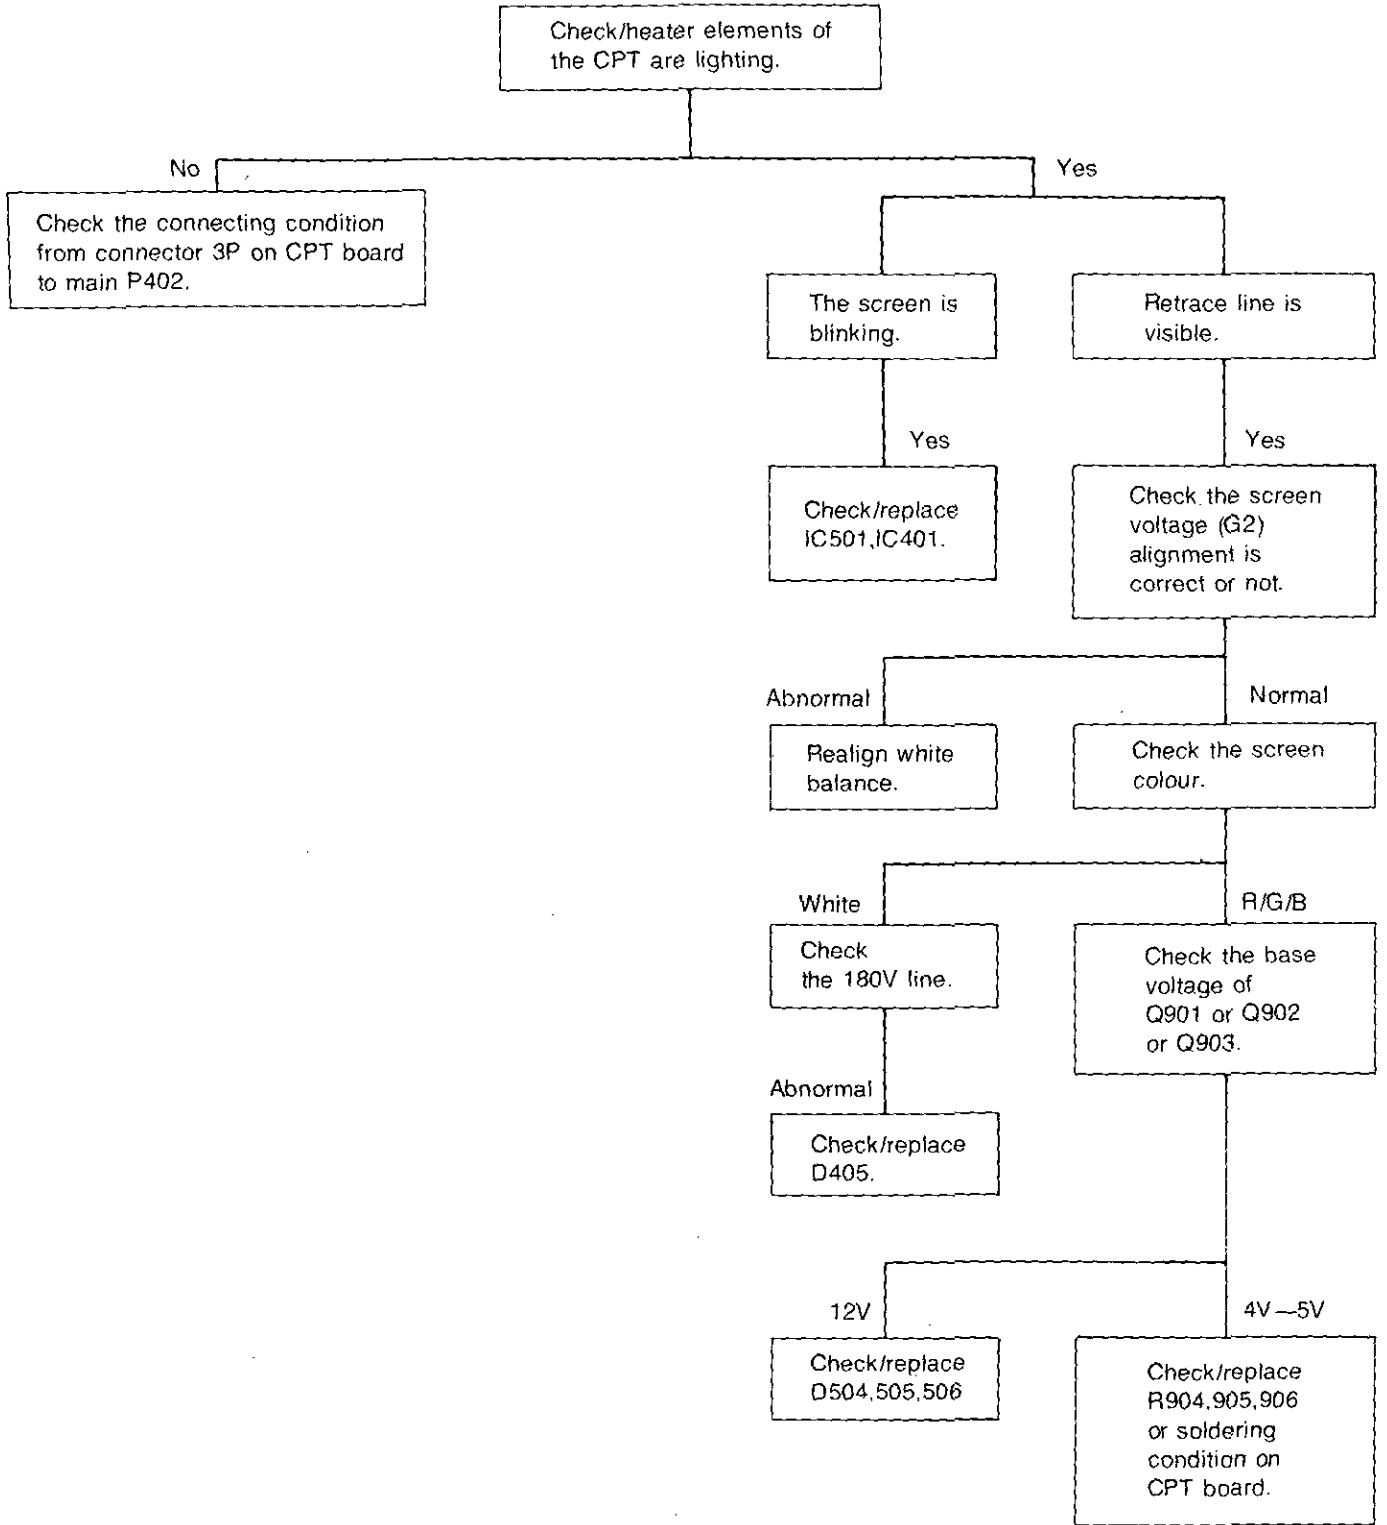 Check/heater elements of
the CPT are lighting.
No
Yes
Check the connecting condition
from connector 3P on CPT board
to main P402.
The screen is
blinking.
Retrace line is
visible.
Yes
Yes
Check/replace
IC501,IC401.
Check the screen
voltage (G2)
alignment is
correct or not.
Abnormal
Normal
Realign white
balance.
Check the screen
colour.
White
R/G/B
Check
the 180V line.
Check the base
voltage of
Q901 or Q902
or Q903.
Abnormal
Check/replace
D405.
12V
4V—5V
Check/replace
D504,505,506
Check/replace
R904,905,906
or soldering
condition on
CPT board.